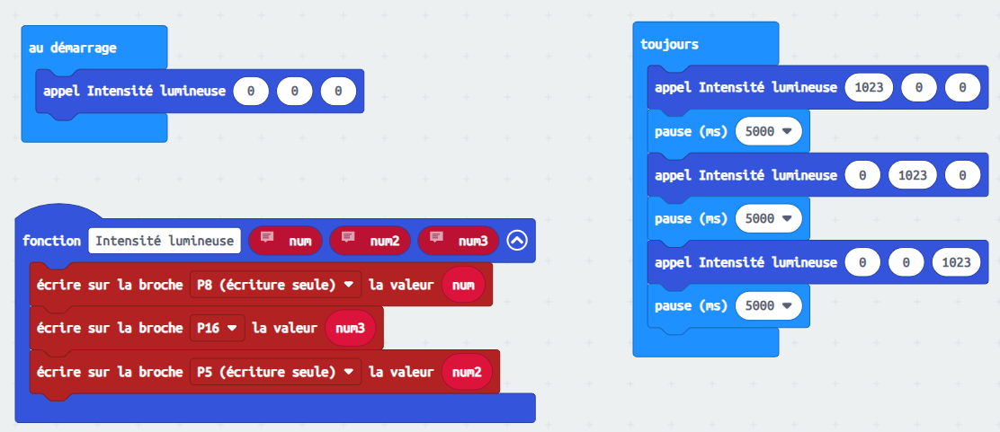 au démarrage
appel Intensité lumineuse 0 0 0
fonction Intensité lumineuse num num2 num3
écrire sur la broche P8 (écriture seule) la valeur num
écrire sur la broche P16 la valeur num3
écrire sur la broche P5 (écriture seule) la valeur num2
toujours
appel Intensité lumineuse 1023 0 0
pause (ms) 5000
appel Intensité lumineuse 0 1023 0
pause (ms) 5000
appel Intensité lumineuse 0 0 1023
pause (ms) 5000